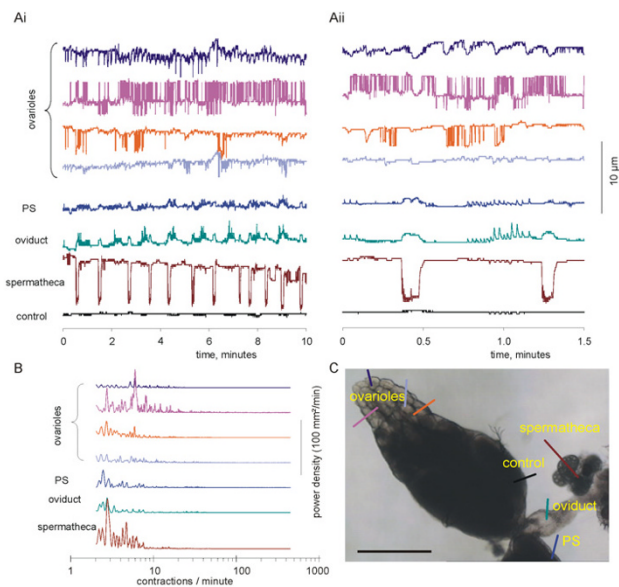 Ai
Aii
ovarioles
PS
oviduct
spermatheca
control
0 2 4 6 8 10
time, minutes
0 0.5 1.0 1.5
time, minutes
10 µm
B
ovarioles
PS
oviduct
spermatheca
1 10 100 1000
contractions / minute
power density (100 mm²/min)
C
ovarioles
spermatheca
control
oviduct
PS